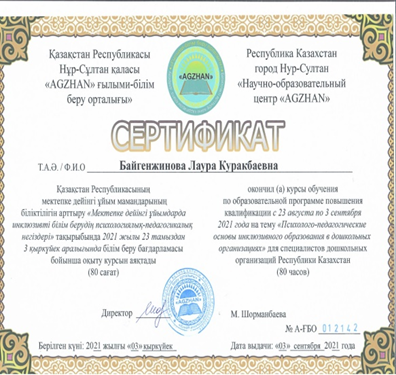 Қазақстан Республикасы
Нұр-Сұлтан қаласы
«AGZHAN» ғылыми-білім
беру орталығы»
«AGZHAN»
Республика Казахстан
город Нур-Султан
«Научно-образовательный
центр «AGZHAN»
СЕРТИФИКАТ
Т.А.Ә. / Ф.И.О Байгенжинова Лаура Куракбаевна
Қазақстан Республикасының
мектепке дейінгі ұйым мамандарының
біліктілігін арттыру «Мектепке дейінгі ұйымдарда
инклюзивті білім берудің психологиялық-педагогикалық
негіздері» тақырыбында 2021 жылы 23 тамыздан
3 қыркүйек аралығында білім беру бағдарламасы
бойынша оқыту курсын аяқтады
(80 сағат)
окончил (а) курсы обучения
по образовательной программе повышения
квалификации с 23 августа по 3 сентября
2021 года на тему «Психолого-педагогические
основы инклюзивного образования в дошкольных
организациях» для специалистов дошкольных
организаций Республики Казахстан
(80 часов)
Директор
М. Шорманбаева
№ А-ГБО 012142
Берілген күні: 2021 жылғы «03» қыркүйек
Дата выдачи: «03» сентября 2021 года